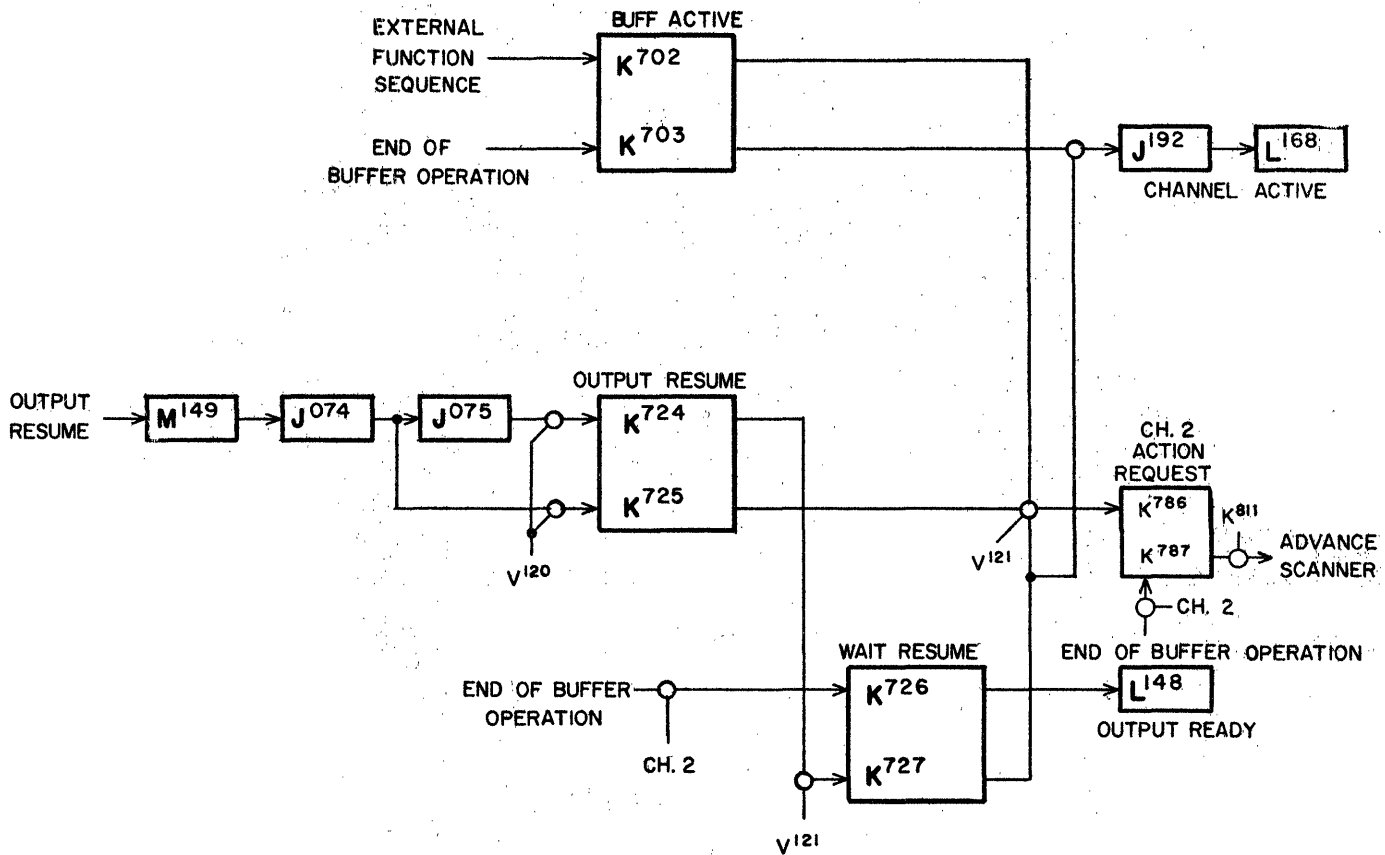 BUFF ACTIVE
EXTERNAL
FUNCTION
SEQUENCE
K702
END OF
BUFFER OPERATION
K703
J192
L168
CHANNEL ACTIVE
OUTPUT RESUME
OUTPUT
RESUME
M149
J074
J075
K724
K725
V120
V121
CH. 2
ACTION
REQUEST
K786
K787
K811
ADVANCE
SCANNER
CH. 2
END OF BUFFER OPERATION
WAIT RESUME
END OF BUFFER
OPERATION
CH. 2
K726
K727
L148
OUTPUT READY
V121